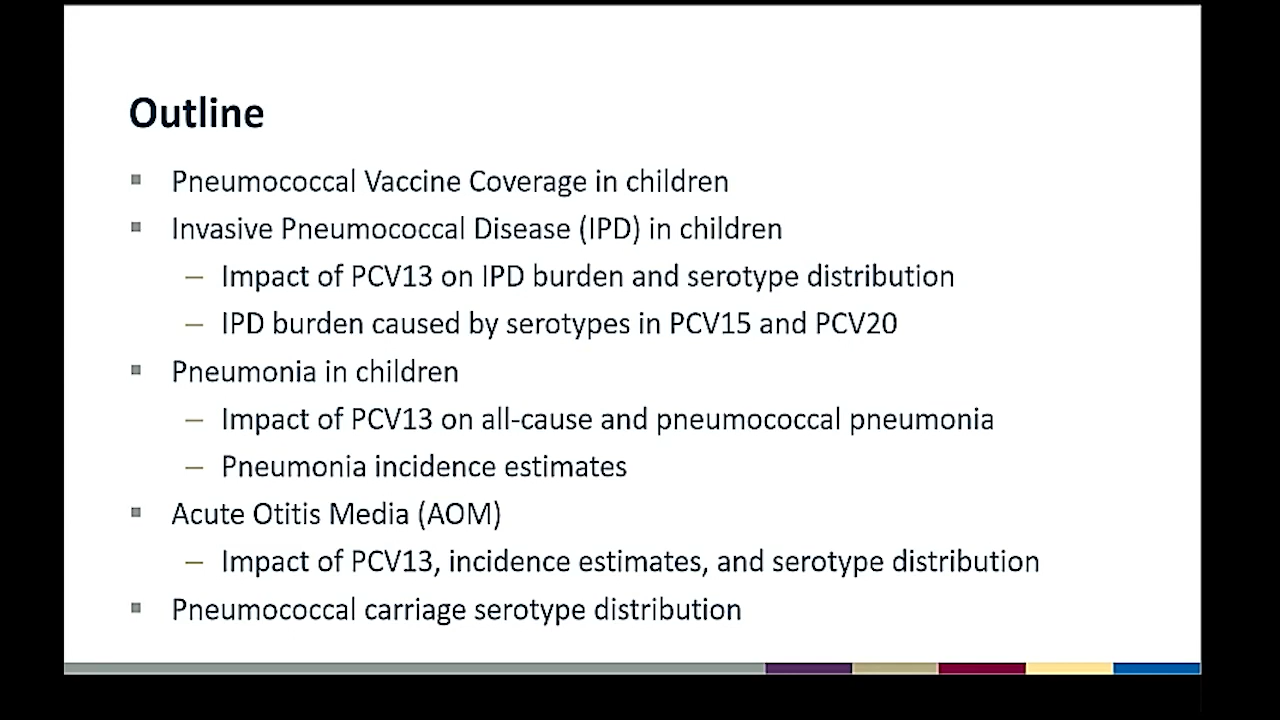 Outline
▪ Pneumococcal Vaccine Coverage in children
▪ Invasive Pneumococcal Disease (IPD) in children
– Impact of PCV13 on IPD burden and serotype distribution
– IPD burden caused by serotypes in PCV15 and PCV20
▪ Pneumonia in children
– Impact of PCV13 on all-cause and pneumococcal pneumonia
– Pneumonia incidence estimates
▪ Acute Otitis Media (AOM)
– Impact of PCV13, incidence estimates, and serotype distribution
▪ Pneumococcal carriage serotype distribution